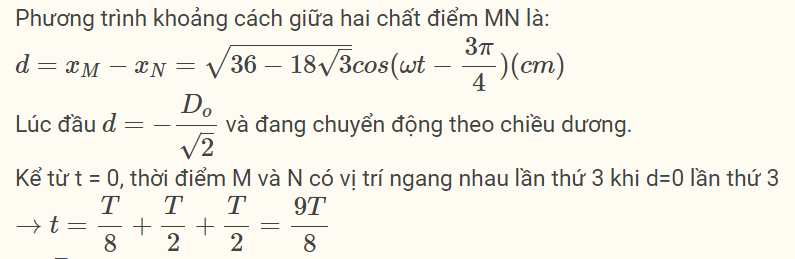 Phương trình khoảng cách giữa hai chất điểm MN là:
$d = x_M - x_N = \sqrt{36 - 18\sqrt{3}}cos(\omega t - \frac{3\pi}{4})(cm)$
Lúc đầu $d = -\frac{D_o}{\sqrt{2}}$ và đang chuyển động theo chiều dương.
Kể từ t = 0, thời điểm M và N có vị trí ngang nhau lần thứ 3 khi d=0 lần thứ 3
$\rightarrow t = \frac{T}{8} + \frac{T}{2} + \frac{T}{2} = \frac{9T}{8}$